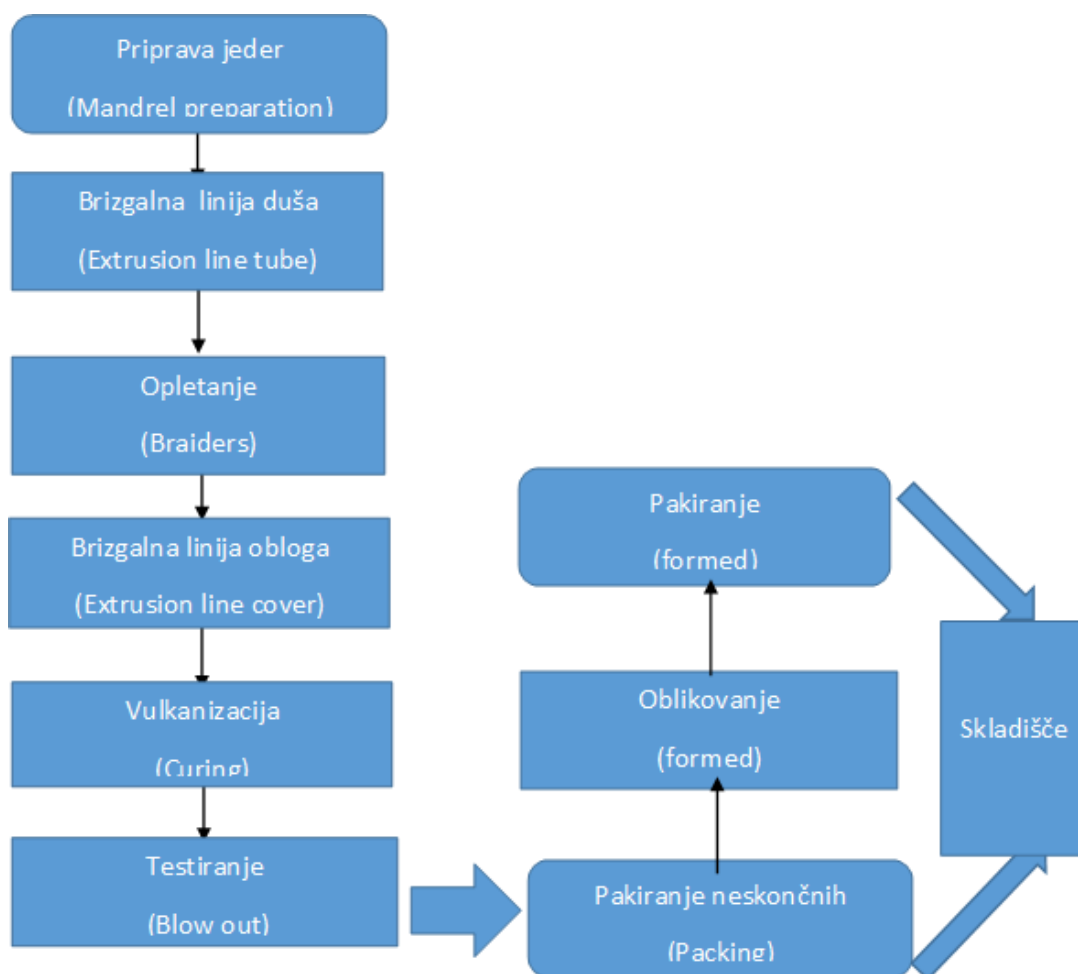 Priprava jeder
(Mandrel preparation)
Brizgalna linija duša
(Extrusion line tube)
Opletanje
(Braiders)
Brizgalna linija obloga
(Extrusion line cover)
Vulkanizacija
(Curing)
Testiranje
(Blow out)
Pakiranje
(formed)
Oblikovanje
(formed)
Pakiranje neskončnih
(Packing)
Skladišče